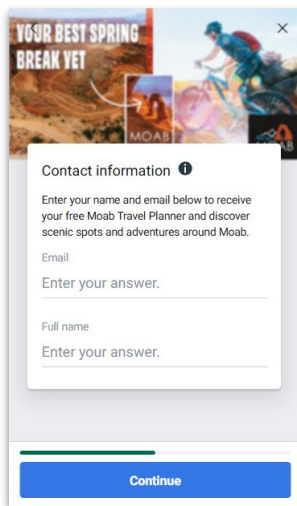 YOUR BEST SPRING
BREAK YET
MOAB
Contact information
Enter your name and email below to receive
your free Moab Travel Planner and discover
scenic spots and adventures around Moab.
Email
Enter your answer.
Full name
Enter your answer.
Continue